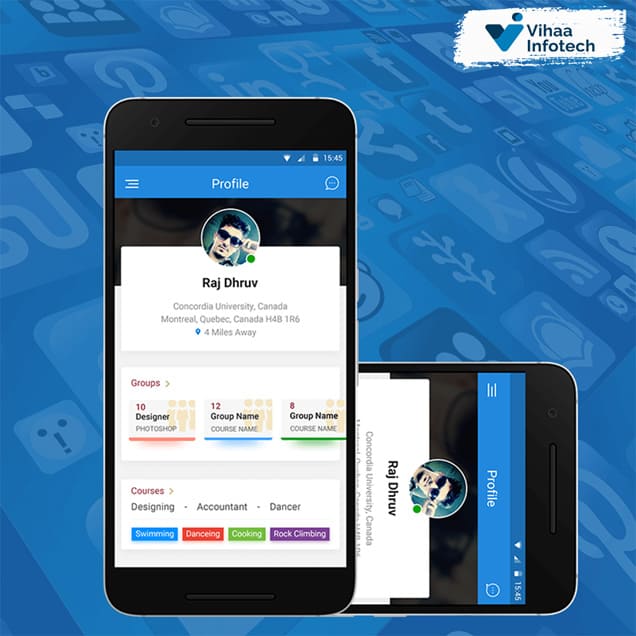 Vihaa
Infotech
15:45
Profile
Raj Dhruv
Concordia University, Canada
Montreal, Quebec, Canada H4B 1R6
4 Miles Away
Groups >
10
Designer
PHOTOSHOP
12
Group Name
COURSE NAME
8
Group Name
COURSE NAME
Courses >
Designing - Accountant - Dancer
Swimming Danceing Cooking Rock Climbing
15:45
Profile
Raj Dhruv
Concordia University, Canada